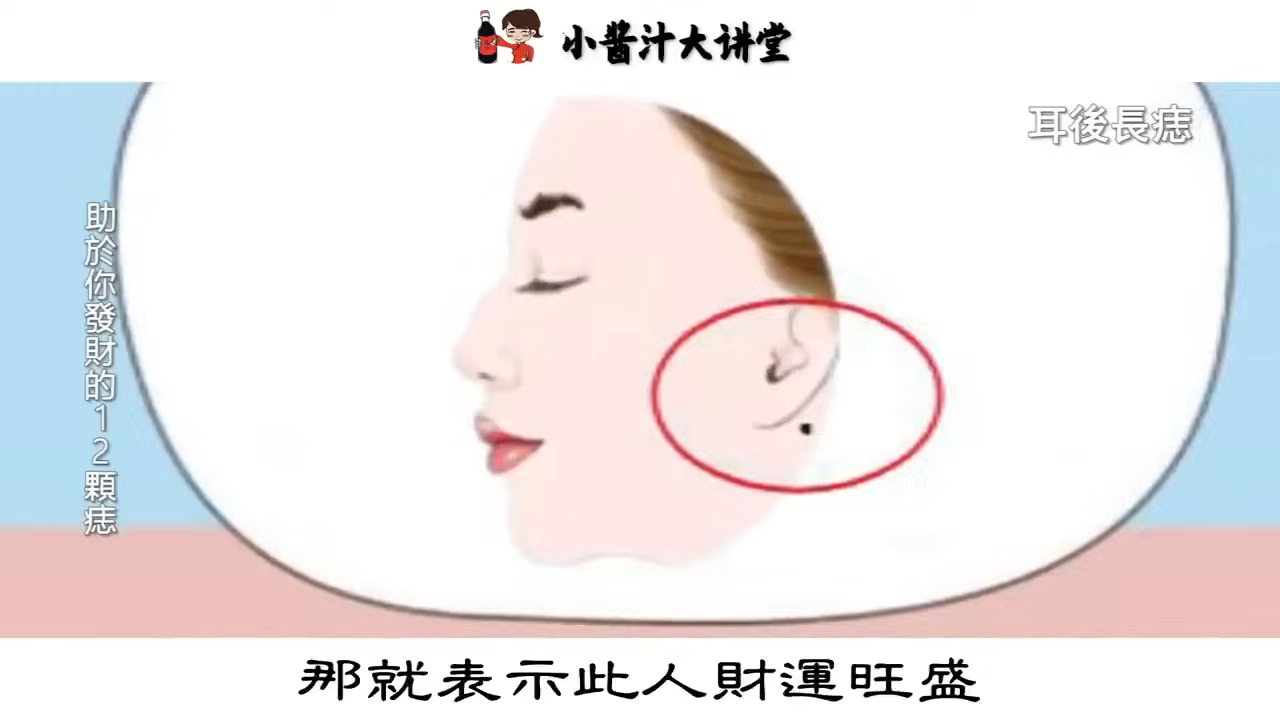 小酱汁大讲堂
耳後長痣
助於你發財的12顆痣
那就表示此人財運旺盛